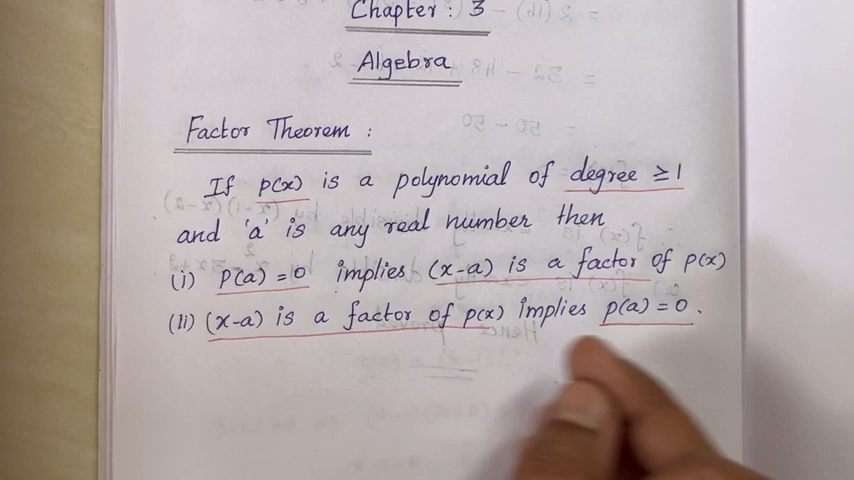 Chapter : 3
Algebra
Factor Theorem :
If p(x) is a polynomial of degree ≥ 1
and 'a' is any real number then
(i) p(a) = 0 implies (x-a) is a factor of p(x)
(ii) (x-a) is a factor of p(x) implies p(a) = 0 .